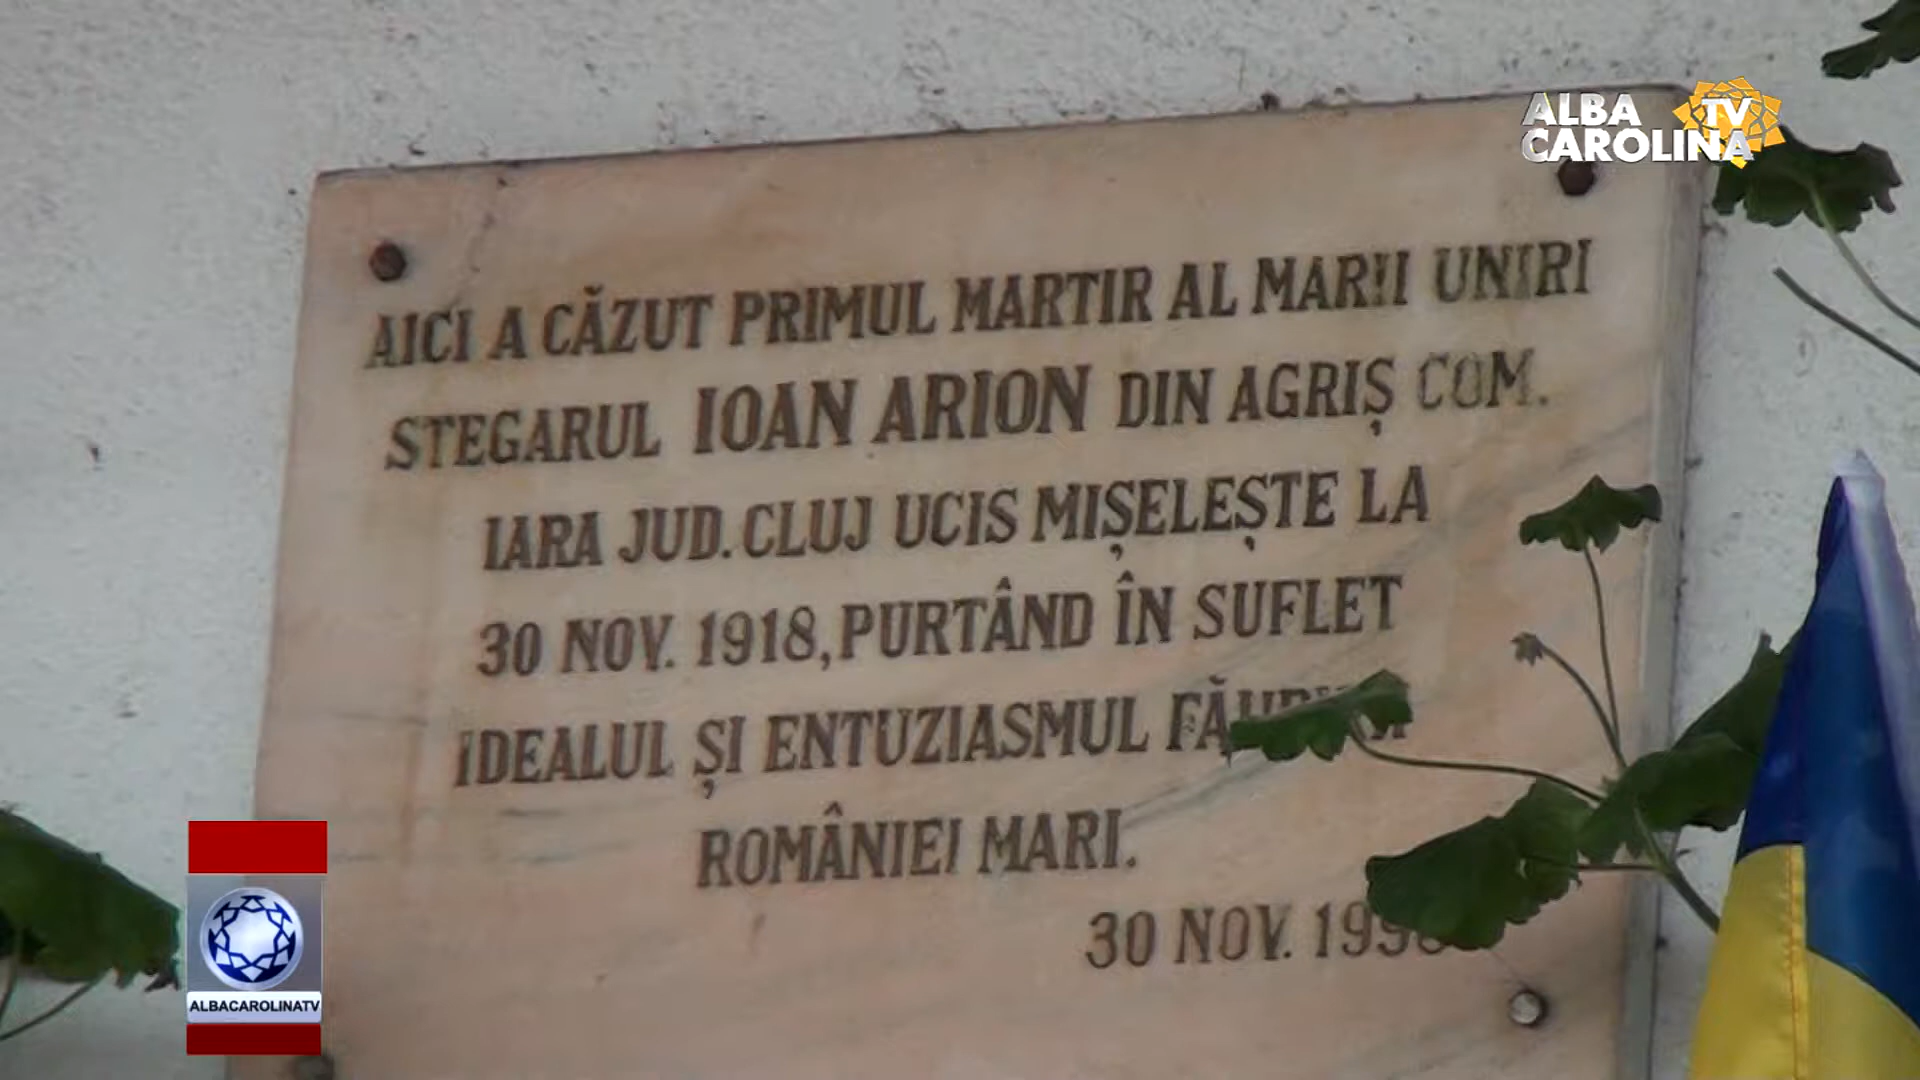 ALBA TV
CAROLINA
AICI A CĂZUT PRIMUL MARTIR AL MARII UNIRI
STEGARUL IOAN ARION DIN AGRIȘ COM.
IARA JUD. CLUJ UCIS MIȘELEȘTE LA
30 NOV. 1918, PURTÂND ÎN SUFLET
IDEALUL ȘI ENTUZIASMUL
ROMÂNIEI MARI.
30 NOV.
ALBACAROLINATV